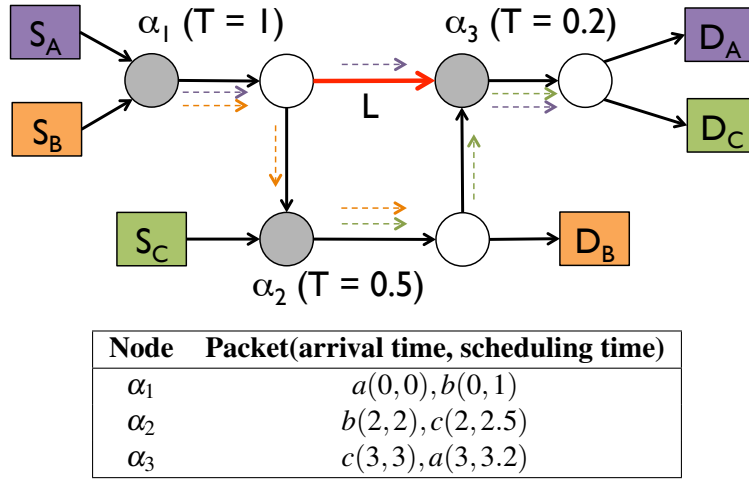 S_A
α₁ (T = 1)
α₃ (T = 0.2)
D_A
S_B
L
D_C
S_C
α₂ (T = 0.5)
D_B
Node Packet(arrival time, scheduling time)
α₁ a(0,0),b(0,1)
α₂ b(2,2),c(2,2.5)
α₃ c(3,3),a(3,3.2)